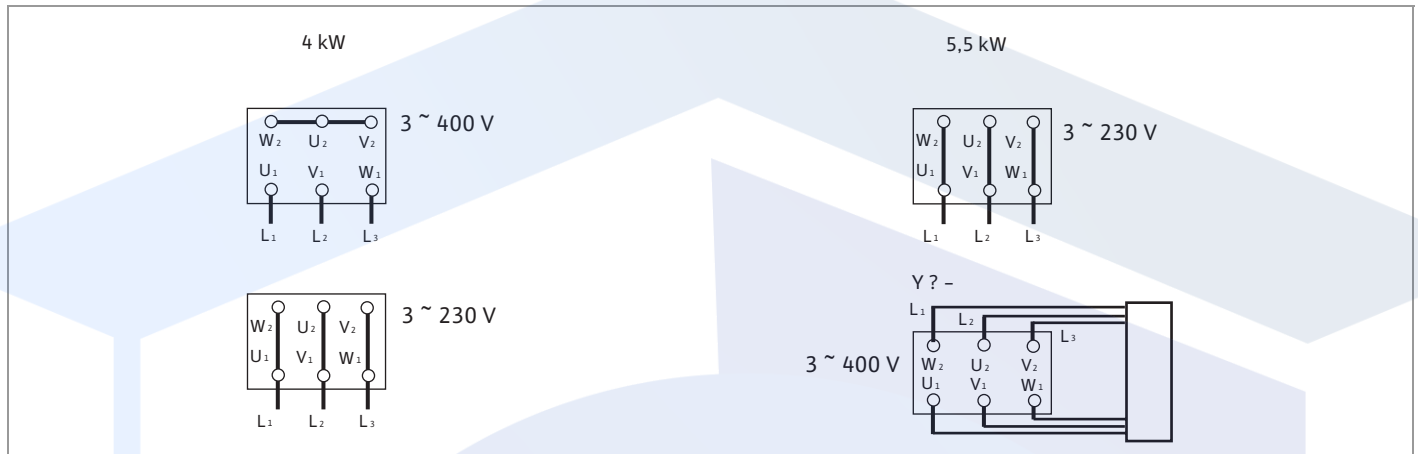 4 kW
3 ~ 400 V
W2 U2 V2
U1 V1 W1
L1 L2 L3
3 ~ 230 V
W2 U2 V2
U1 V1 W1
L1 L2 L3
5,5 kW
3 ~ 230 V
W2 U2 V2
U1 V1 W1
L1 L2 L3
Y ? –
L1
L2
L3
3 ~ 400 V
W2 U2 V2
U1 V1 W1